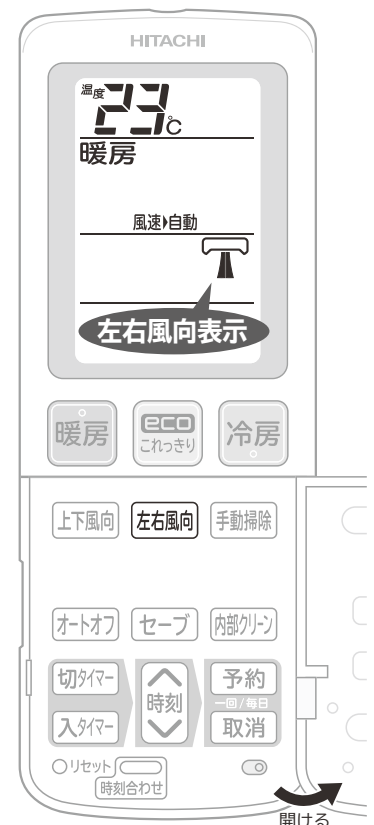 HITACHI
温度 23℃
暖房
風速▶自動
左右風向表示
暖房 eco これっきり 冷房
上下風向 左右風向 手動掃除
オートオフ セーブ 内部クリーン
切タイマー 時刻 予約
一回/毎日
入タイマー 取消
リセット
時刻合わせ
開ける